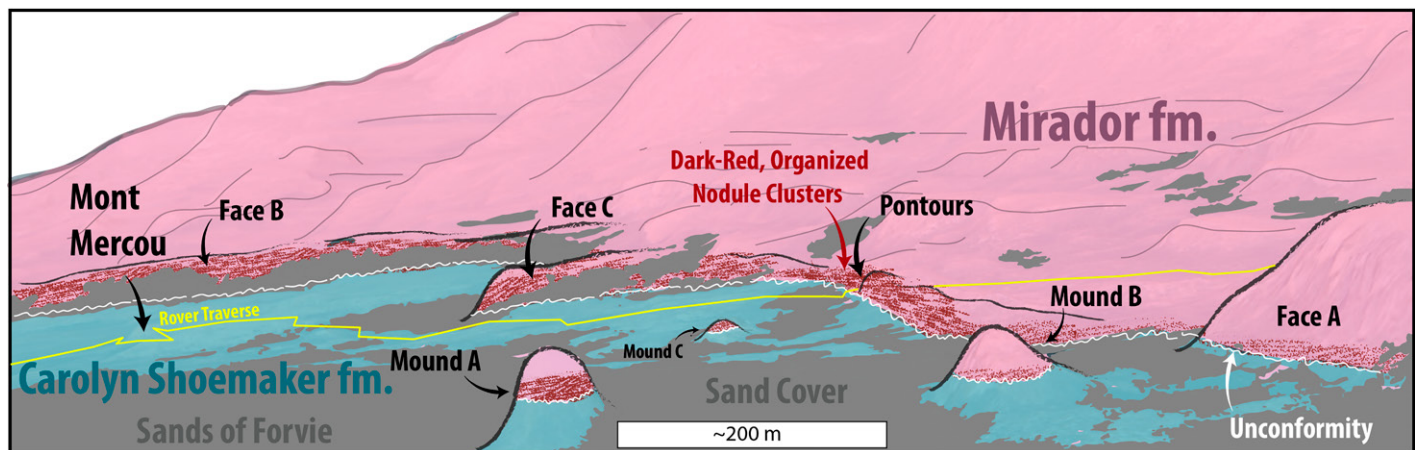 Mirador fm.
Dark-Red, Organized
Nodule Clusters
Mont
Mercou
Face B
Face C
Pontours
Rover Traverse
Mound B
Face A
Mound A
Mound C
Carolyn Shoemaker fm.
Sand Cover
Sands of Forvie
~200 m
Unconformity